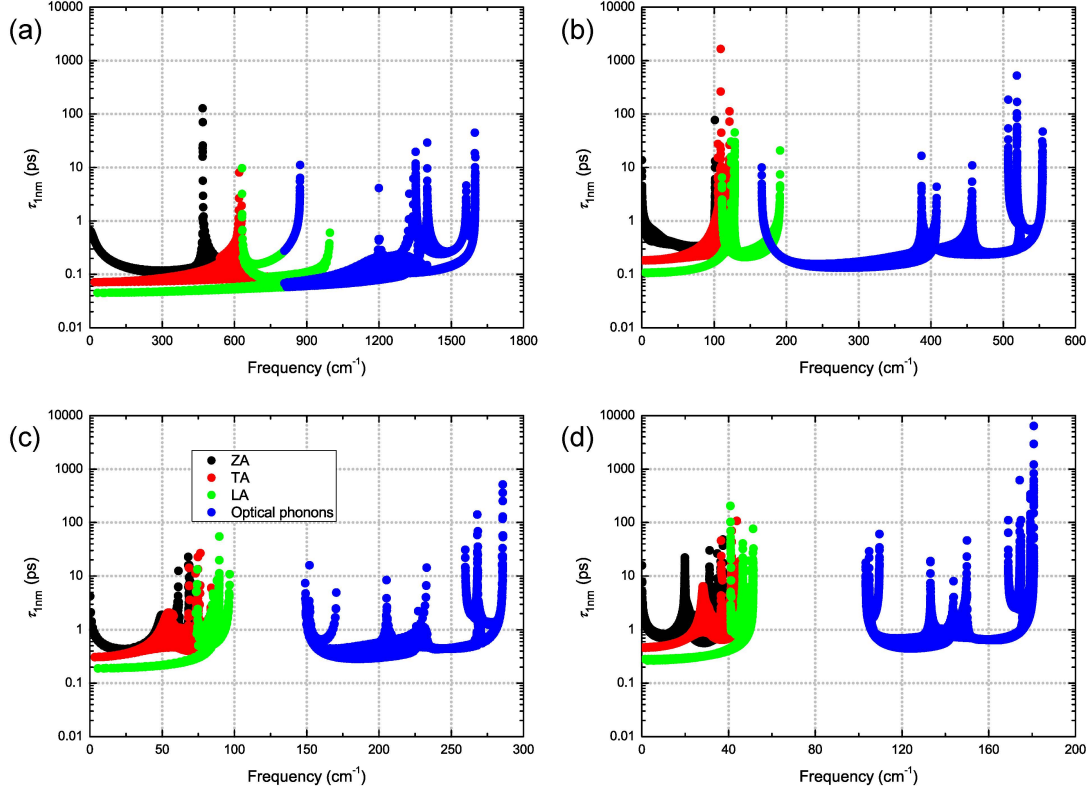 (a)
10000
1000
100
10
1
0.1
0.01
τ1nm (ps)
0 300 600 900 1200 1500 1800
Frequency (cm-1)
(b)
10000
1000
100
10
1
0.1
0.01
τ1nm (ps)
0 100 200 300 400 500 600
Frequency (cm-1)
(c)
10000
1000
100
10
1
0.1
0.01
τ1nm (ps)
ZA
TA
LA
Optical phonons
0 50 100 150 200 250 300
Frequency (cm-1)
(d)
10000
1000
100
10
1
0.1
0.01
τ1nm (ps)
0 40 80 120 160 200
Frequency (cm-1)